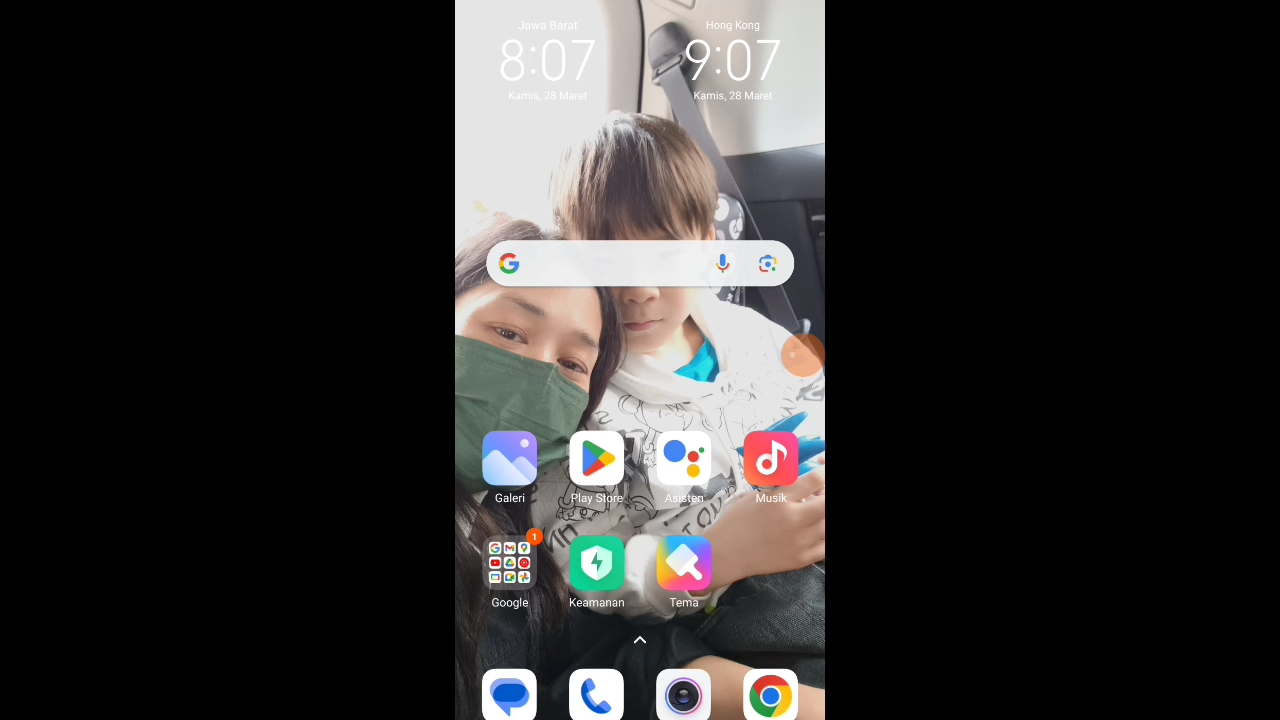 Jawa Barat
8:07
Kamis, 28 Maret
Hong Kong
9:07
Kamis, 28 Maret
Galeri
Play Store
Asisten
Musik
1
Google
Keamanan
Tema